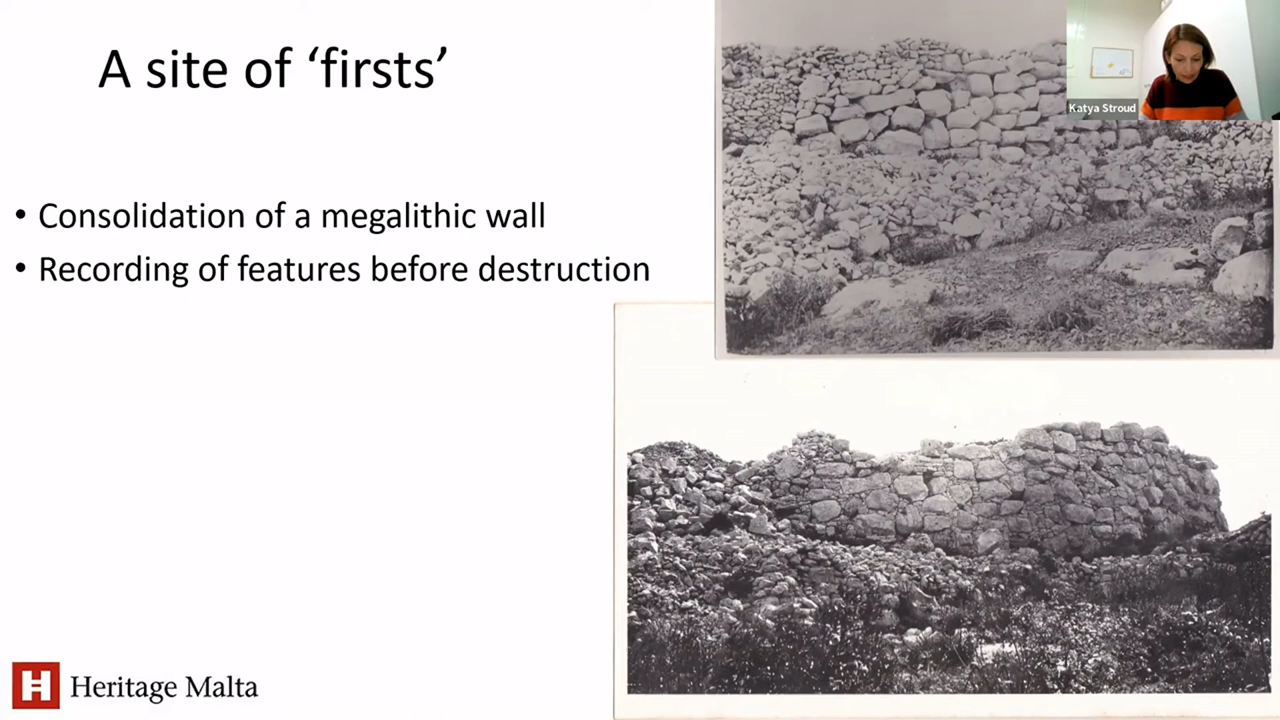 A site of ‘firsts’
Katya Stroud
• Consolidation of a megalithic wall
• Recording of features before destruction
Heritage Malta